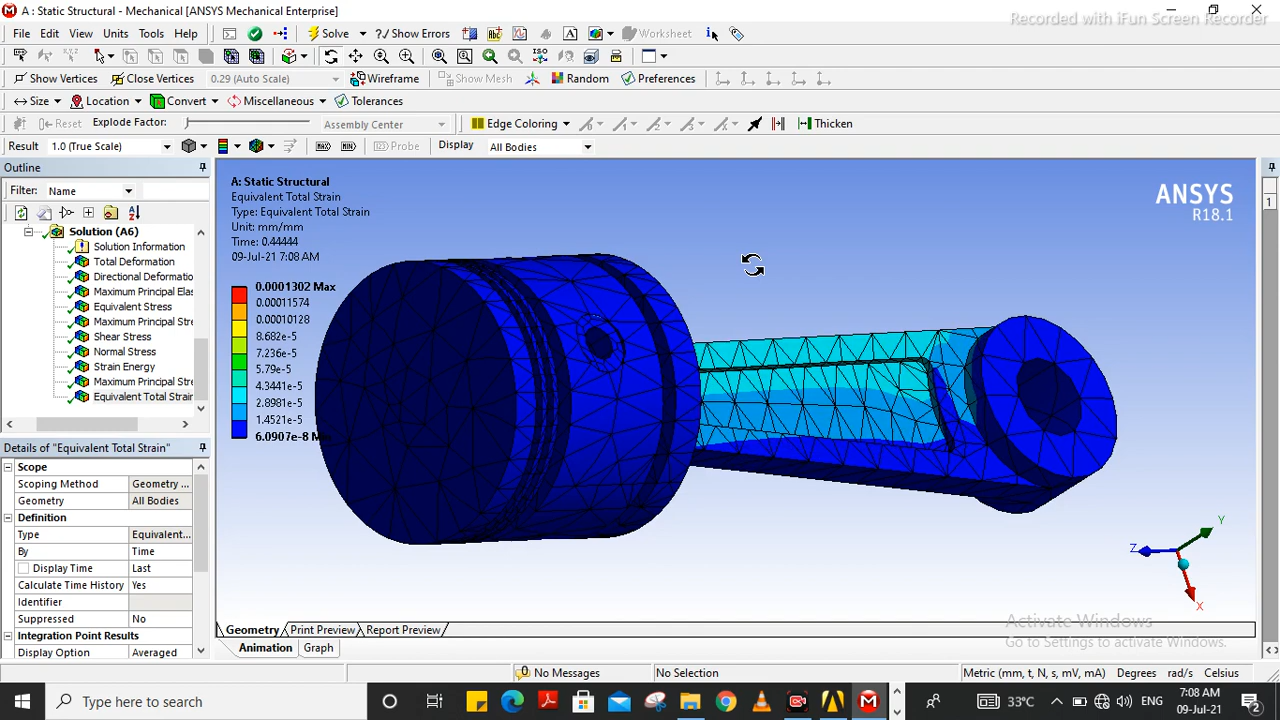 A : Static Structural - Mechanical [ANSYS Mechanical Enterprise]
Recorded with iFun Screen Recorder
File Edit View Units Tools Help Solve ?/ Show Errors Worksheet
Show Vertices Close Vertices 0.29 (Auto Scale) Wireframe Show Mesh Random Preferences
Size Location Convert Miscellaneous Tolerances
Reset Explode Factor: Assembly Center Edge Coloring Thicken
Result 1.0 (True Scale) Probe Display All Bodies
Outline
Filter: Name
Solution (A6)
Solution Information
Total Deformation
Directional Deformatio
Maximum Principal Elas
Equivalent Stress
Maximum Principal Stre
Shear Stress
Normal Stress
Strain Energy
Maximum Principal Stre
Equivalent Total Strain
Details of "Equivalent Total Strain"
Scope
Scoping Method Geometry ...
Geometry All Bodies
Definition
Type Equivalent...
By Time
Display Time Last
Calculate Time History Yes
Identifier
Suppressed No
Integration Point Results
Display Option Averaged
A: Static Structural
Equivalent Total Strain
Type: Equivalent Total Strain
Unit: mm/mm
Time: 0.44444
09-Jul-21 7:08 AM
0.0001302 Max
0.00011574
0.00010128
8.682e-5
7.236e-5
5.79e-5
4.3441e-5
2.8981e-5
1.4521e-5
6.0907e-8 M
ANSYS
R18.1
1
Y
Z
X
Activate Windows
Go to Settings to activate Windows.
Geometry Print Preview Report Preview
Animation Graph
No Messages No Selection Metric (mm, t, N, s, mV, mA) Degrees rad/s Celsius
Type here to search
33°C ENG 7:08 AM
09-Jul-21
2